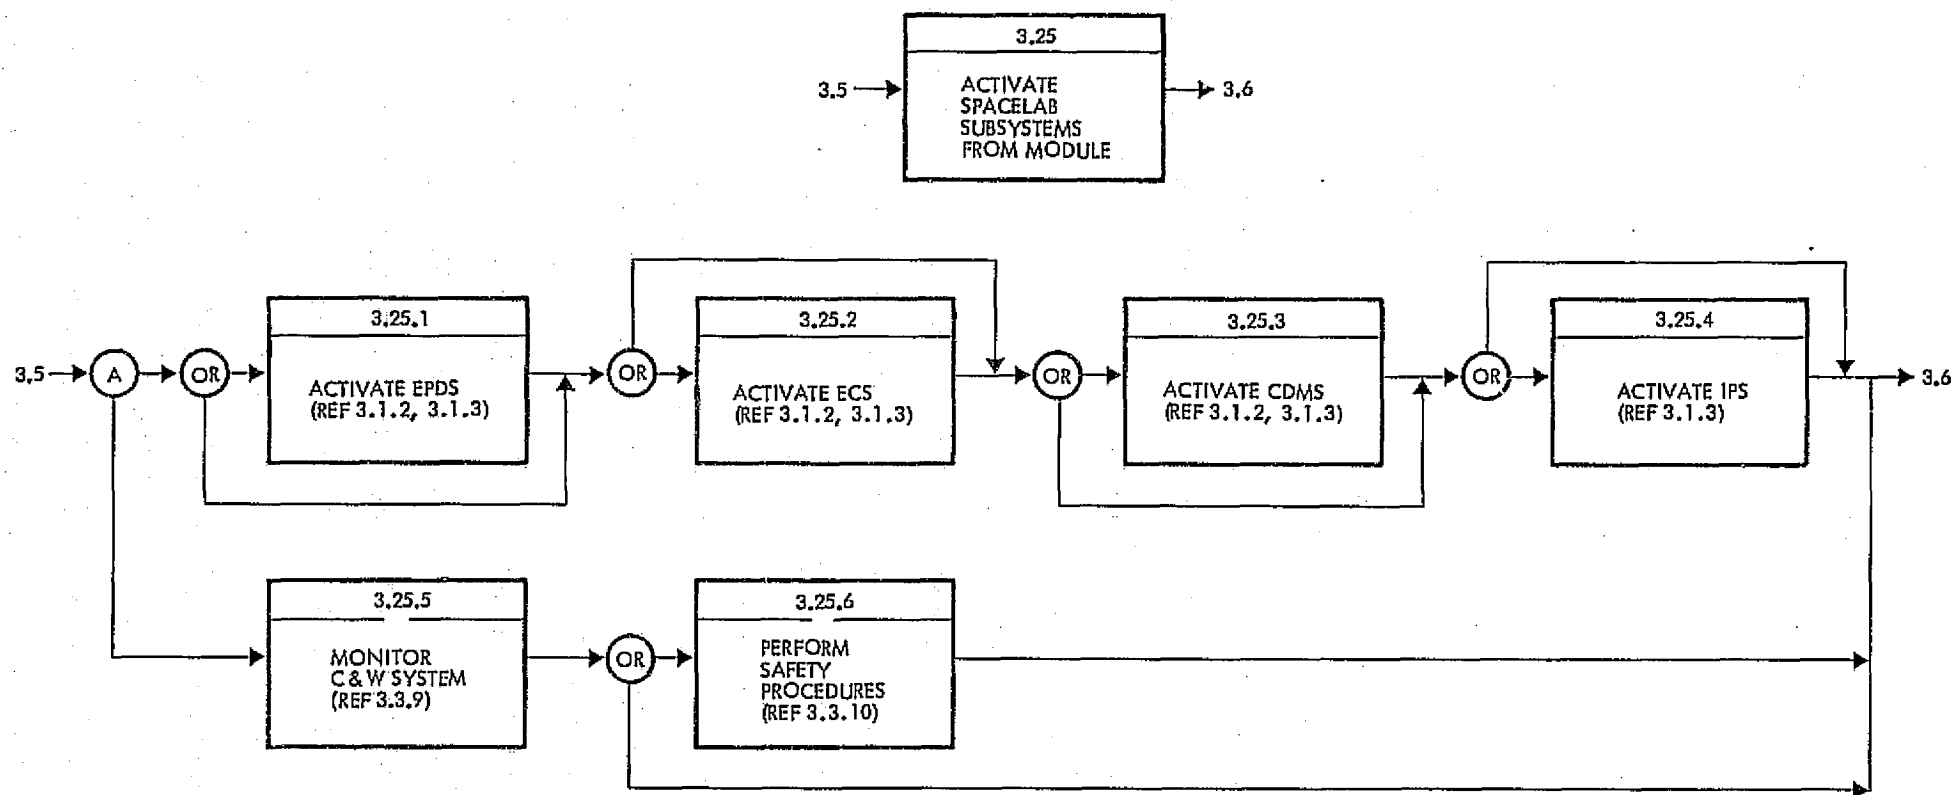 3.25
3.5
ACTIVATE
SPACELAB
SUBSYSTEMS
FROM MODULE
3.6
3.5
A
OR
3.25.1
ACTIVATE EPDS
(REF 3.1.2, 3.1.3)
OR
3.25.2
ACTIVATE ECS
(REF 3.1.2, 3.1.3)
OR
3.25.3
ACTIVATE CDMS
(REF 3.1.2, 3.1.3)
OR
3.25.4
ACTIVATE IPS
(REF 3.1.3)
3.6
3.25.5
MONITOR
C & W SYSTEM
(REF 3.3.9)
OR
3.25.6
PERFORM
SAFETY
PROCEDURES
(REF 3.3.10)